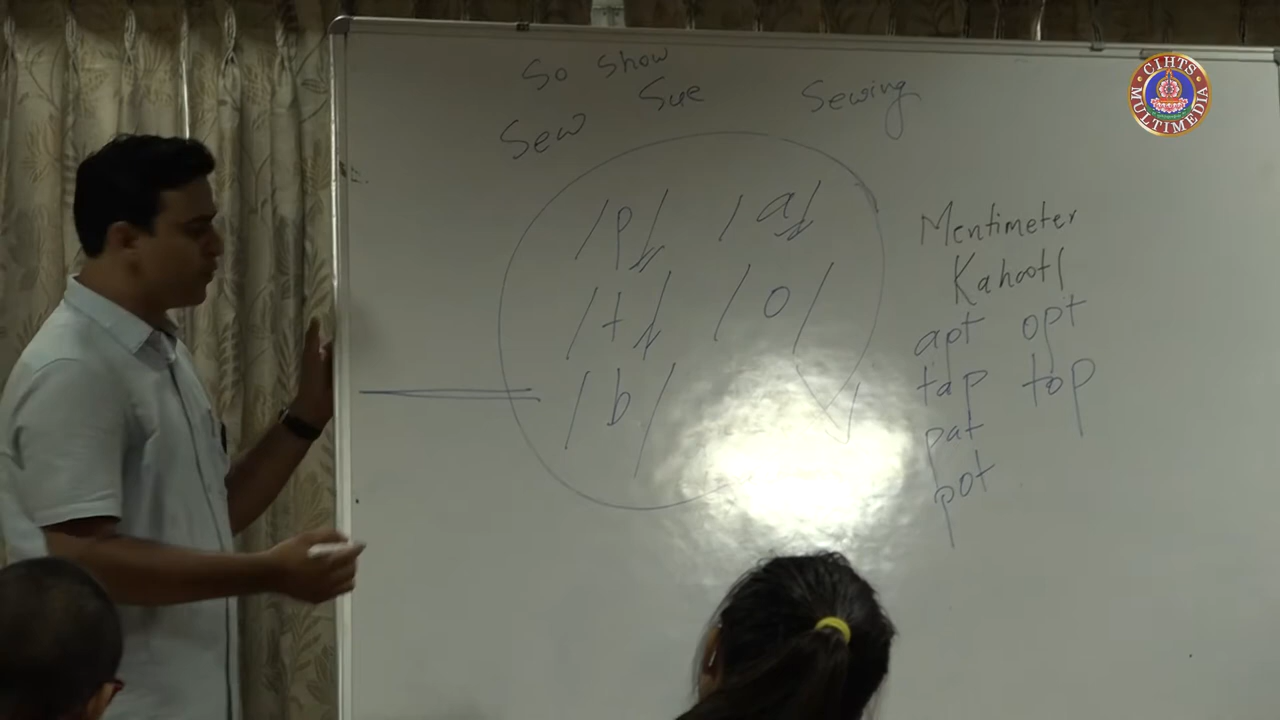 So show
Sue
Sewing
Sew
/p/ /a/
/t/ /o/
/b/
Mentimeter
Kahoot!
apt opt
tap top
pat
pot
CIHTS
MULTIMEDIA